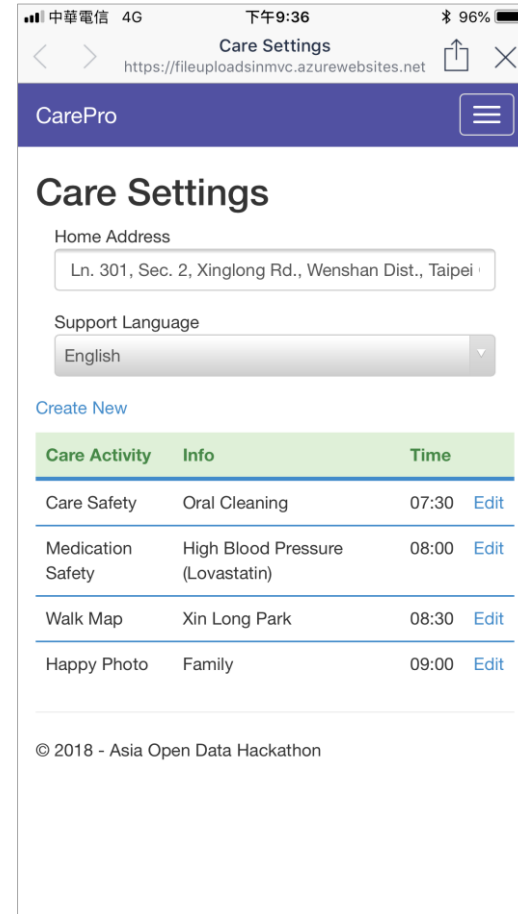 中華電信 4G 下午9:36 96%
Care Settings
https://fileuploadsinmvc.azurewebsites.net
CarePro
Care Settings
Home Address
Ln. 301, Sec. 2, Xinglong Rd., Wenshan Dist., Taipei
Support Language
English
Create New
Care Activity Info Time
Care Safety Oral Cleaning 07:30 Edit
Medication High Blood Pressure 08:00 Edit
Safety (Lovastatin)
Walk Map Xin Long Park 08:30 Edit
Happy Photo Family 09:00 Edit
© 2018 - Asia Open Data Hackathon